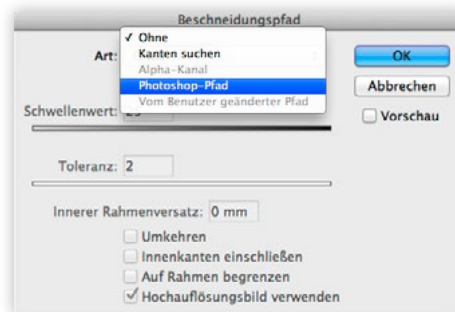 Beschneidungspfad
Art:
✓ Ohne
Kanten suchen
Alpha-Kanal
Photoshop-Pfad
Vom Benutzer geänderter Pfad
OK
Abbrechen
Vorschau
Schwellenwert:
Toleranz: 2
Innerer Rahmenversatz: 0 mm
Umkehren
Innenkanten einschließen
Auf Rahmen begrenzen
Hochauflösungsbild verwenden